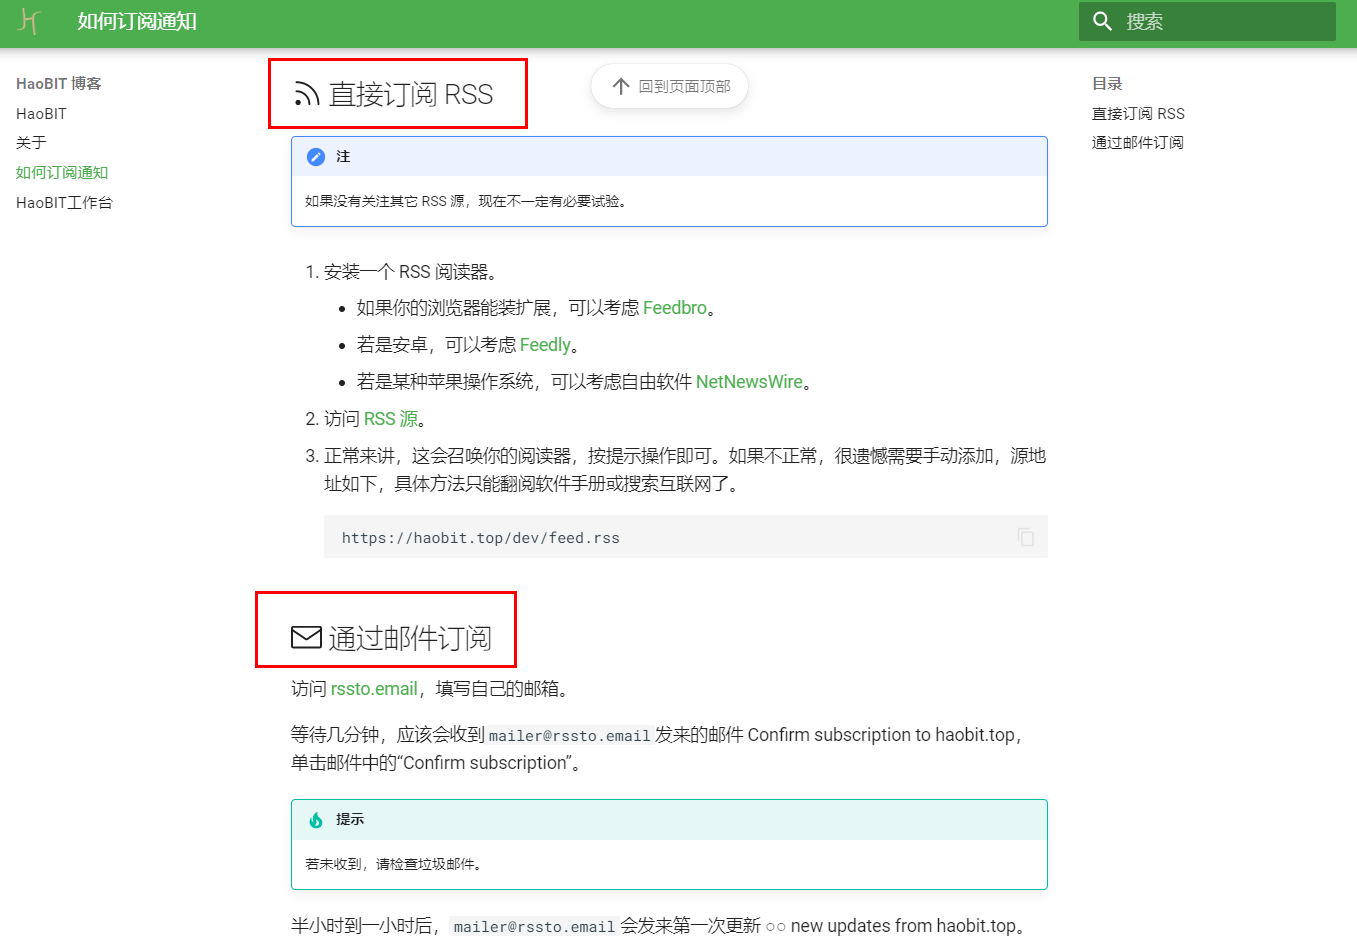 如何订阅通知
搜索
HaoBIT 博客
HaoBIT
关于
如何订阅通知
HaoBIT工作台
直接订阅 RSS
回到页面顶部
目录
直接订阅 RSS
通过邮件订阅
注
如果没有关注其它 RSS 源，现在不一定有必要试验。
1. 安装一个 RSS 阅读器。
• 如果你的浏览器能装扩展，可以考虑 Feedbro。
• 若是安卓，可以考虑 Feedly。
• 若是某种苹果操作系统，可以考虑自由软件 NetNewsWire。
2. 访问 RSS 源。
3. 正常来讲，这会召唤你的阅读器，按提示操作即可。如果不正常，很遗憾需要手动添加，源地
址如下，具体方法只能翻阅软件手册或搜索互联网了。
https://haobit.top/dev/feed.rss
通过邮件订阅
访问 rssto.email，填写自己的邮箱。
等待几分钟，应该会收到 mailer@rssto.email 发来的邮件 Confirm subscription to haobit.top，
单击邮件中的“Confirm subscription”。
提示
若未收到，请检查垃圾邮件。
半小时到一小时后，mailer@rssto.email 会发来第一次更新 ○○ new updates from haobit.top。